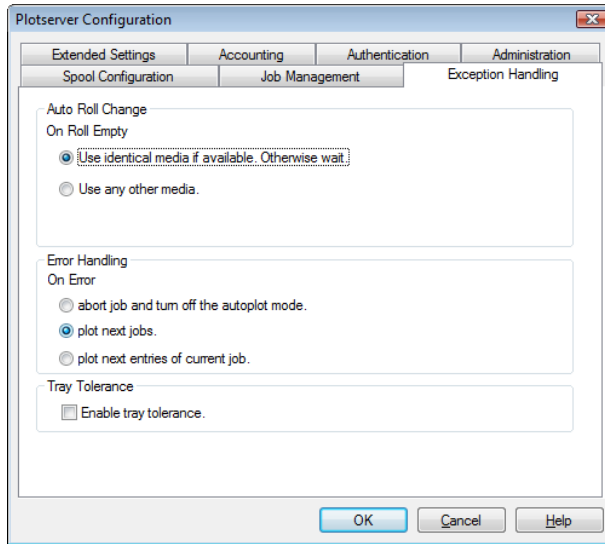 Plotserver Configuration
Extended Settings Accounting Authentication Administration
Spool Configuration Job Management Exception Handling
Auto Roll Change
On Roll Empty
Use identical media if available. Otherwise wait.
Use any other media.
Error Handling
On Error
abort job and turn off the autoplot mode.
plot next jobs.
plot next entries of current job.
Tray Tolerance
Enable tray tolerance.
OK Cancel Help